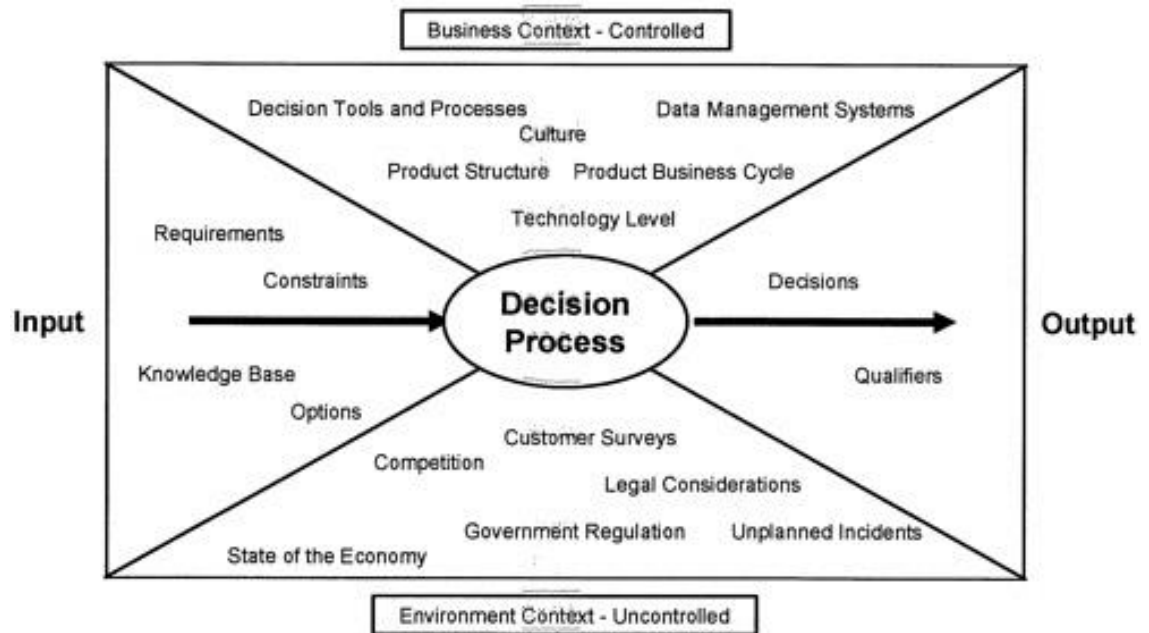 Business Context - Controlled
Decision Tools and Processes
Data Management Systems
Culture
Product Structure
Product Business Cycle
Technology Level
Requirements
Constraints
Decisions
Input
Decision
Process
Output
Knowledge Base
Qualifiers
Options
Customer Surveys
Competition
Legal Considerations
Government Regulation
Unplanned Incidents
State of the Economy
Environment Context - Uncontrolled